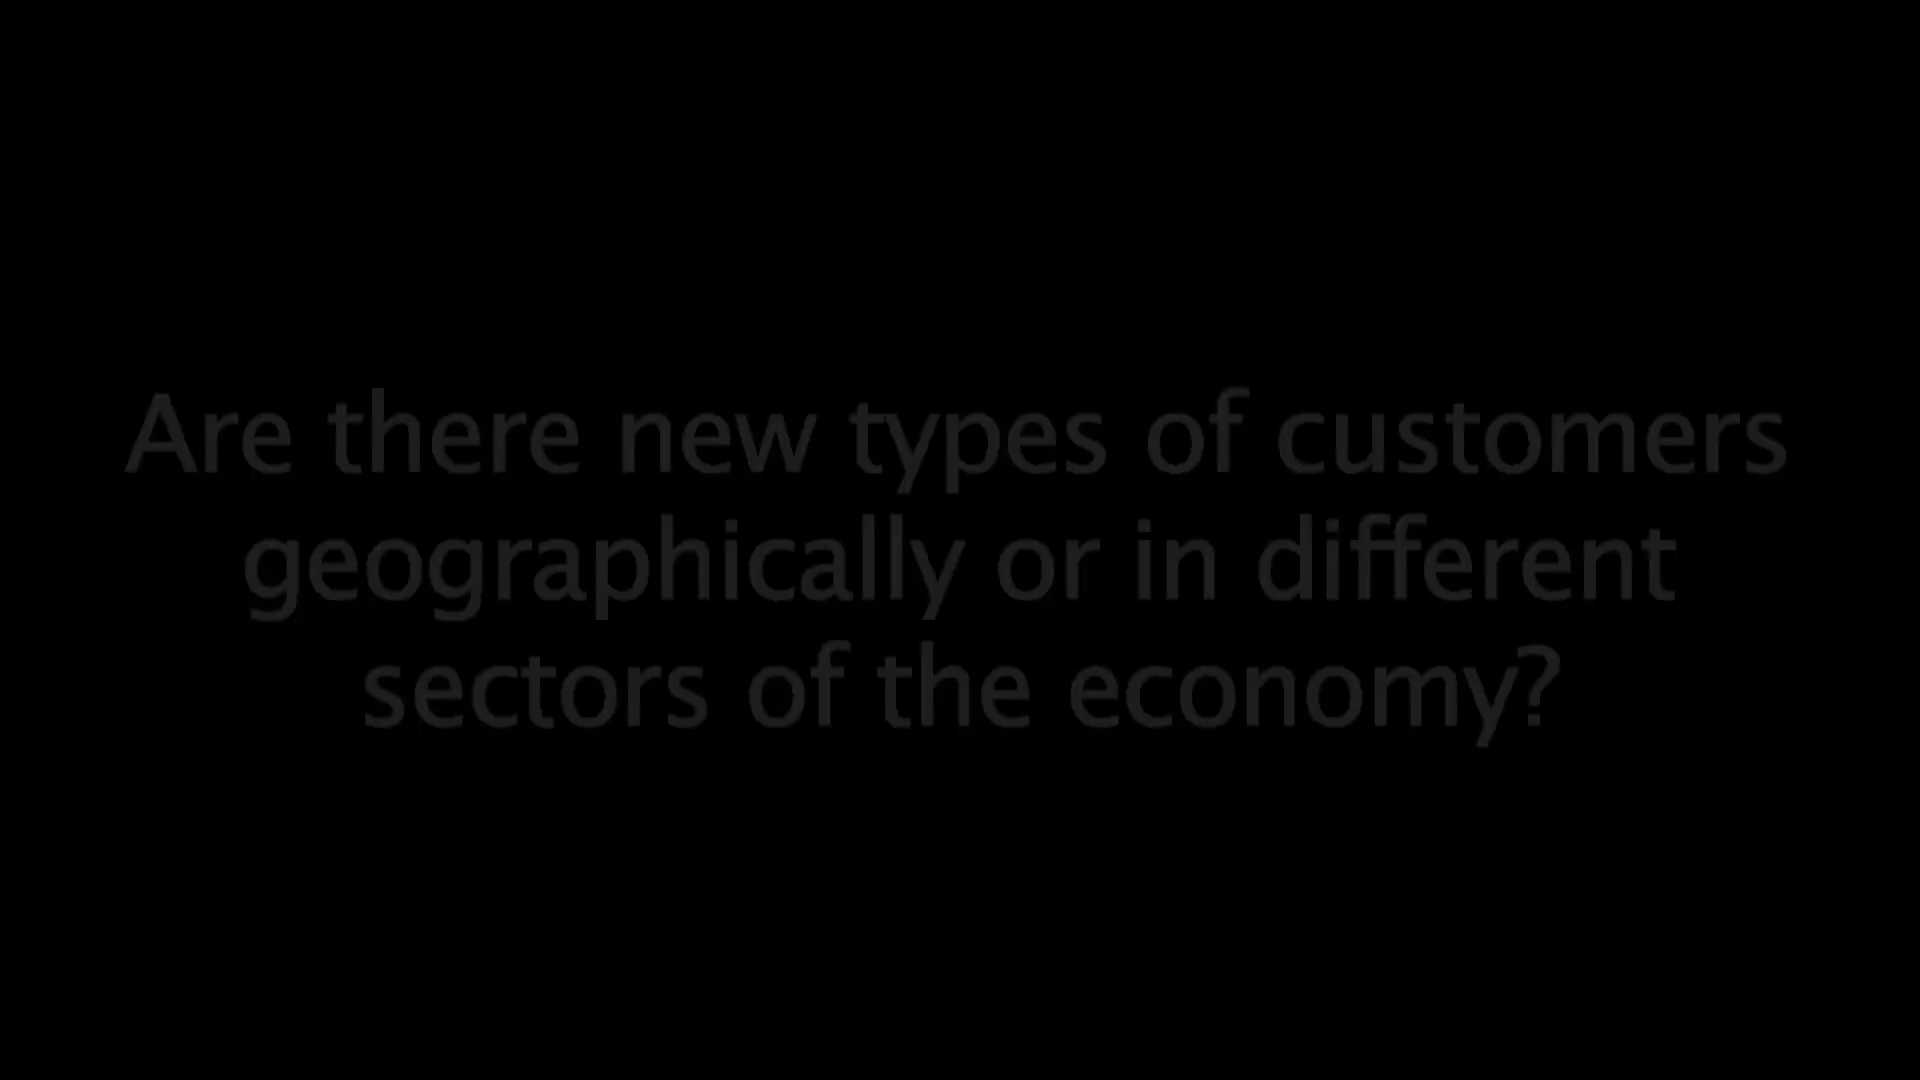 Are there new types of customers
geographically or in different
sectors of the economy?